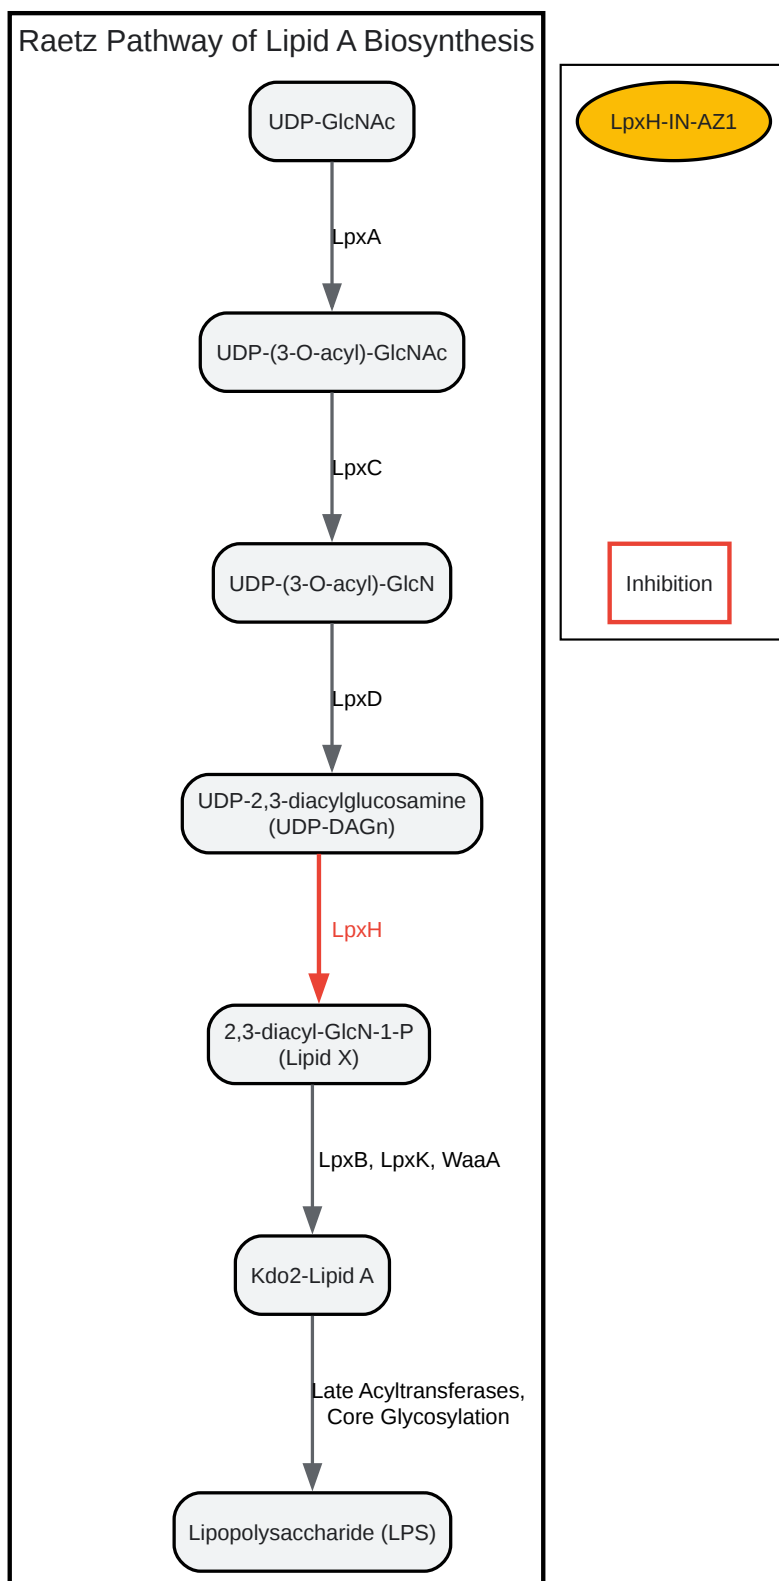 Raetz Pathway of Lipid A Biosynthesis
UDP-GlcNAc
LpxA
UDP-(3-O-acyl)-GlcNAc
LpxC
UDP-(3-O-acyl)-GlcN
LpxD
UDP-2,3-diacylglucosamine
(UDP-DAGn)
LpxH
2,3-diacyl-GlcN-1-P
(Lipid X)
LpxB, LpxK, WaaA
Kdo2-Lipid A
Late Acyltransferases,
Core Glycosylation
Lipopolysaccharide (LPS)
LpxH-IN-AZ1
Inhibition